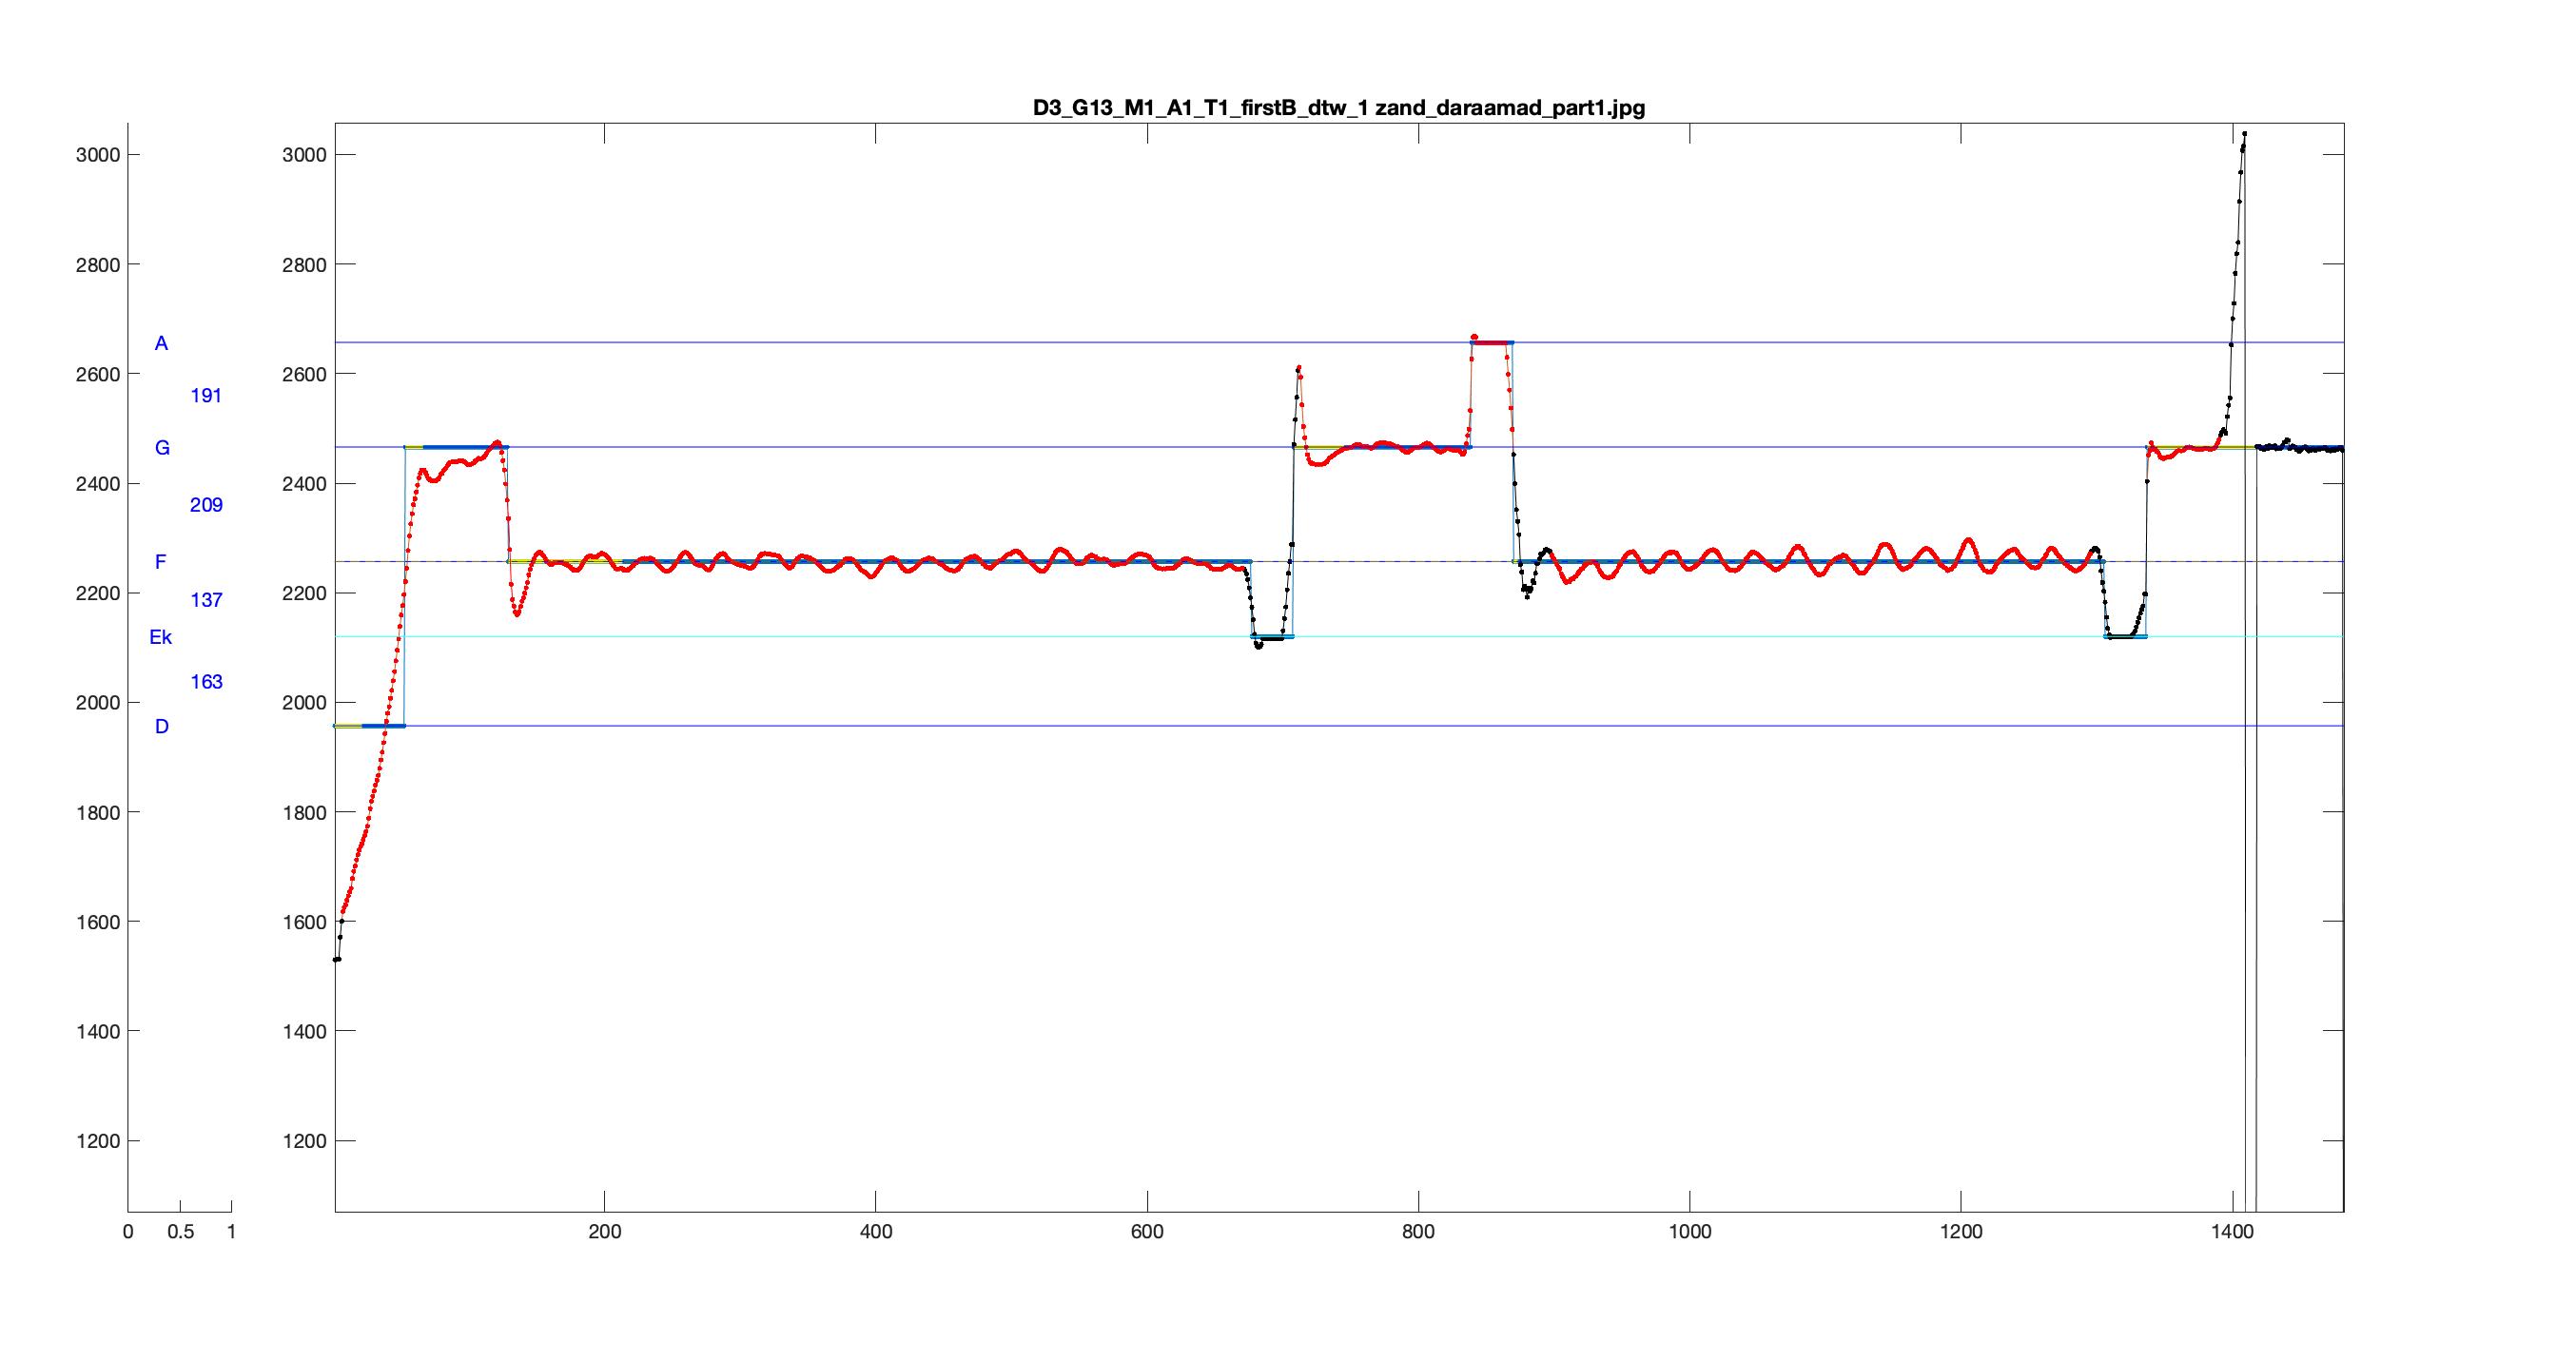 D3_G13_M1_A1_T1_firstB_dtw_1 zand_daraamad_part1.jpg
3000 3000
2800 2800
A
2600 2600
191
G
2400 2400
209
F
2200 137 2200
Ek
163
2000 2000
D
1800 1800
1600 1600
1400 1400
1200 1200
0 0.5 1 200 400 600 800 1000 1200 1400